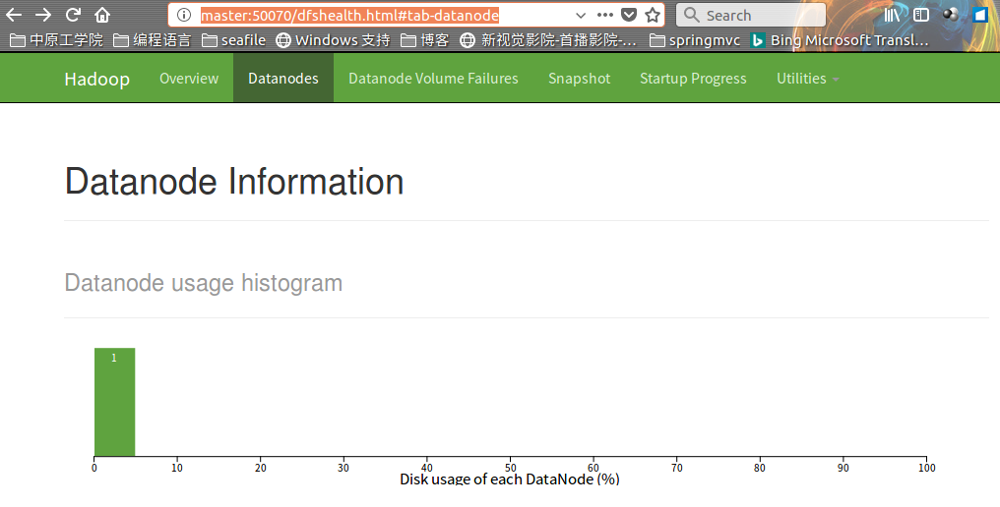 master:50070/dfshealth.html#tab-datanode Search
中原工学院 编程语言 seafile Windows 支持 博客 新视觉影院-首播影院-... springmvc Bing Microsoft Transl...
Hadoop Overview Datanodes Datanode Volume Failures Snapshot Startup Progress Utilities
Datanode Information
Datanode usage histogram
1
0 10 20 30 40 50 60 70 80 90 100
Disk usage of each DataNode (%)